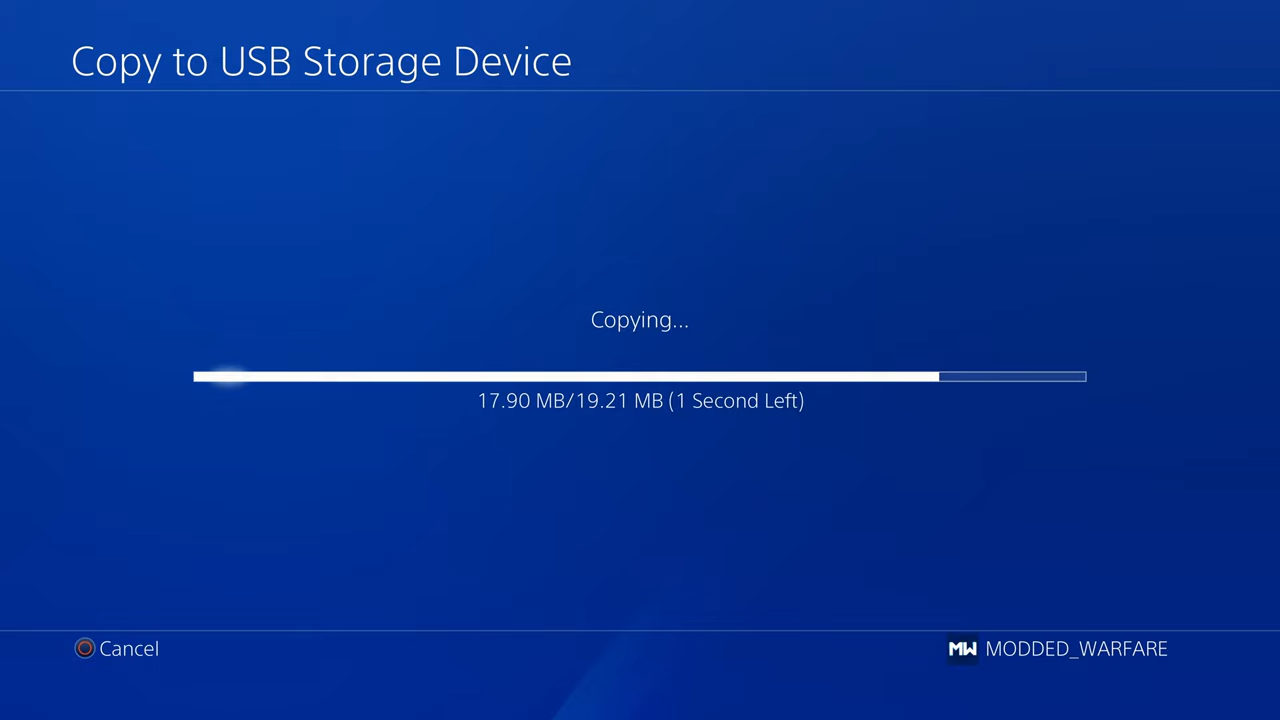 Copy to USB Storage Device
Copying...
17.90 MB/19.21 MB (1 Second Left)
Cancel
MW MODDED_WARFARE